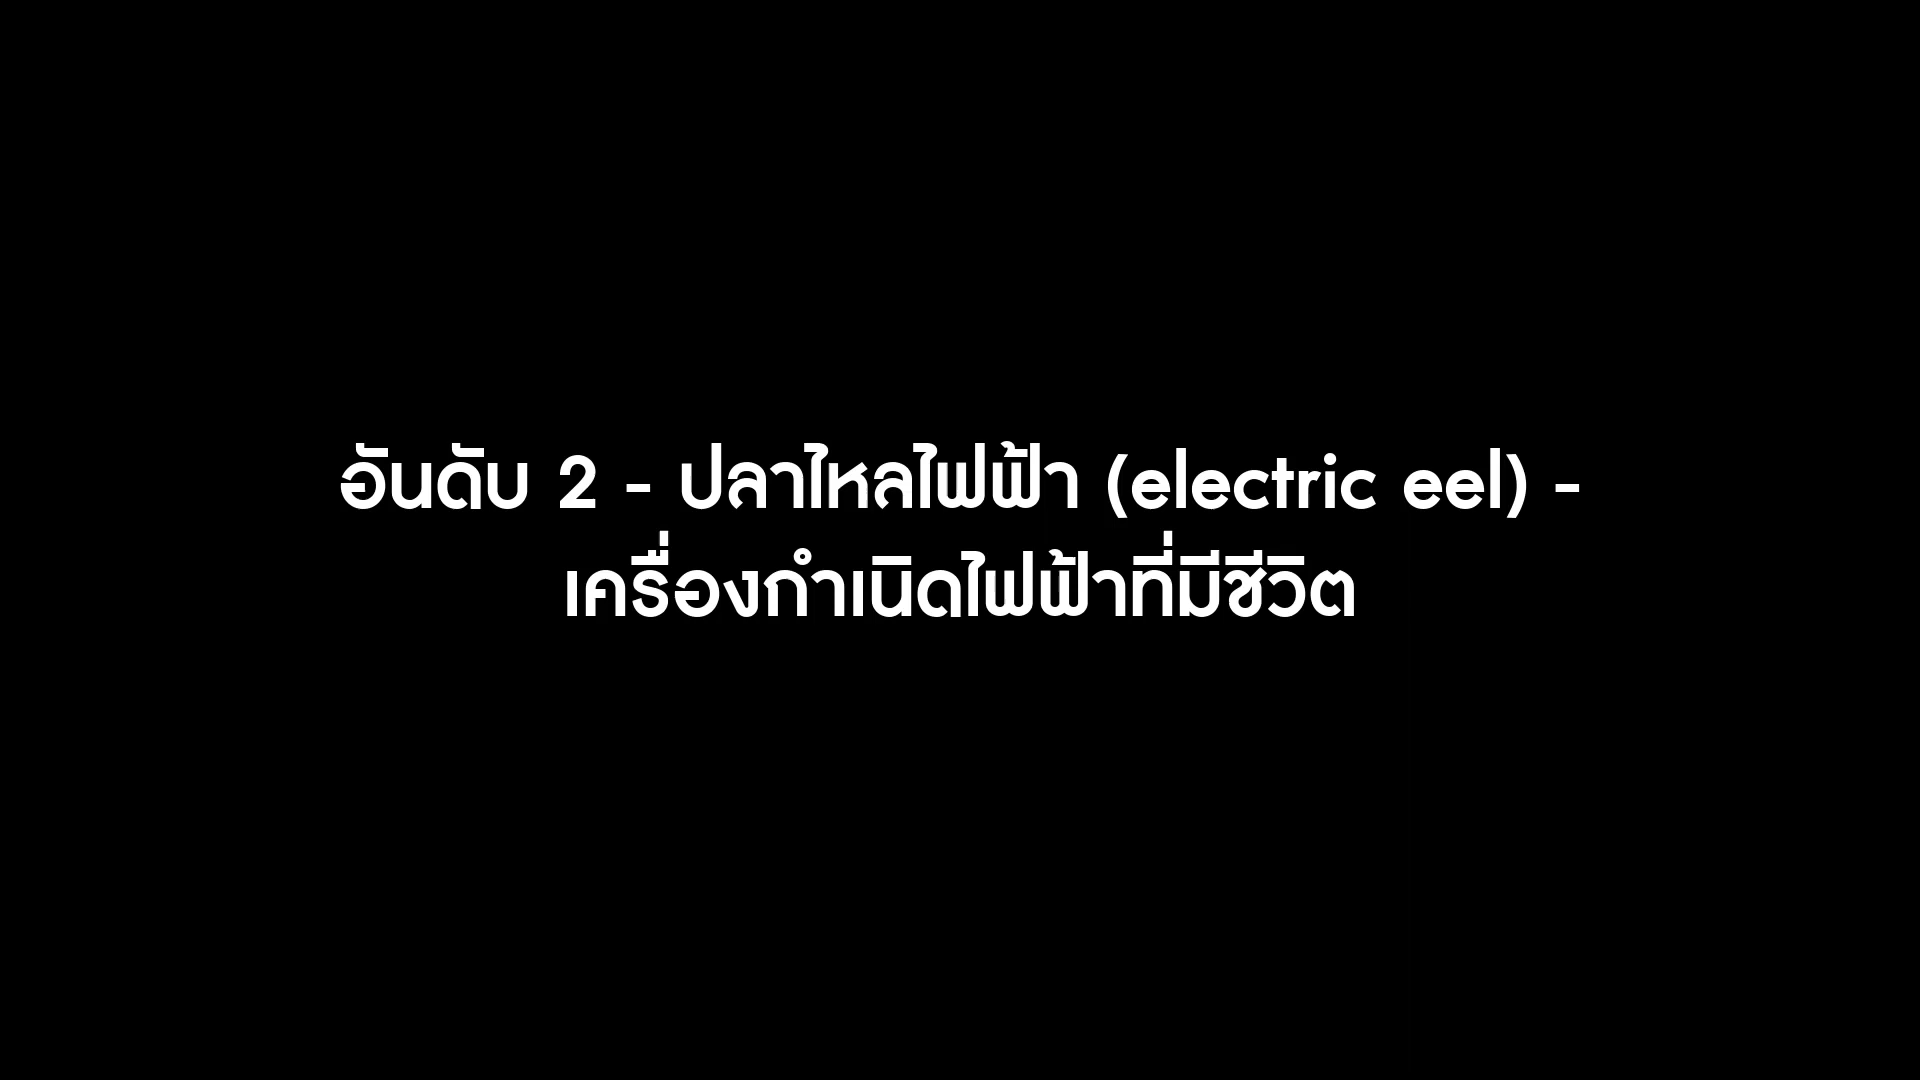 อันดับ 2 - ปลาไหลไฟฟ้า (electric eel) -
เครื่องกำเนิดไฟฟ้าที่มีชีวิต